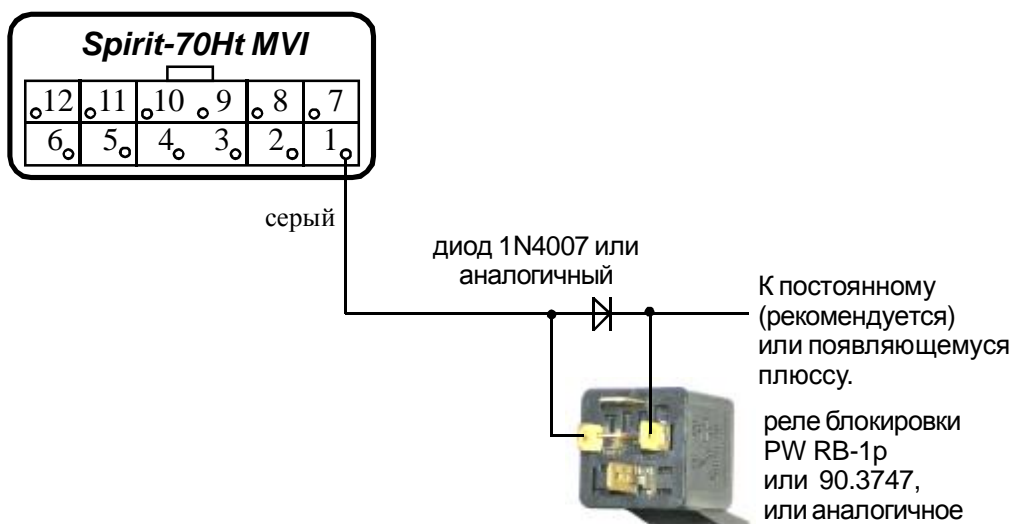 Spirit-70Ht MVI
12 11 10 9 8 7
6 5 4 3 2 1
серый
диод 1N4007 или
аналогичный
К постоянному
(рекомендуется)
или появляющемуся
плюссу.
реле блокировки
PW RB-1p
или 90.3747,
или аналогичное